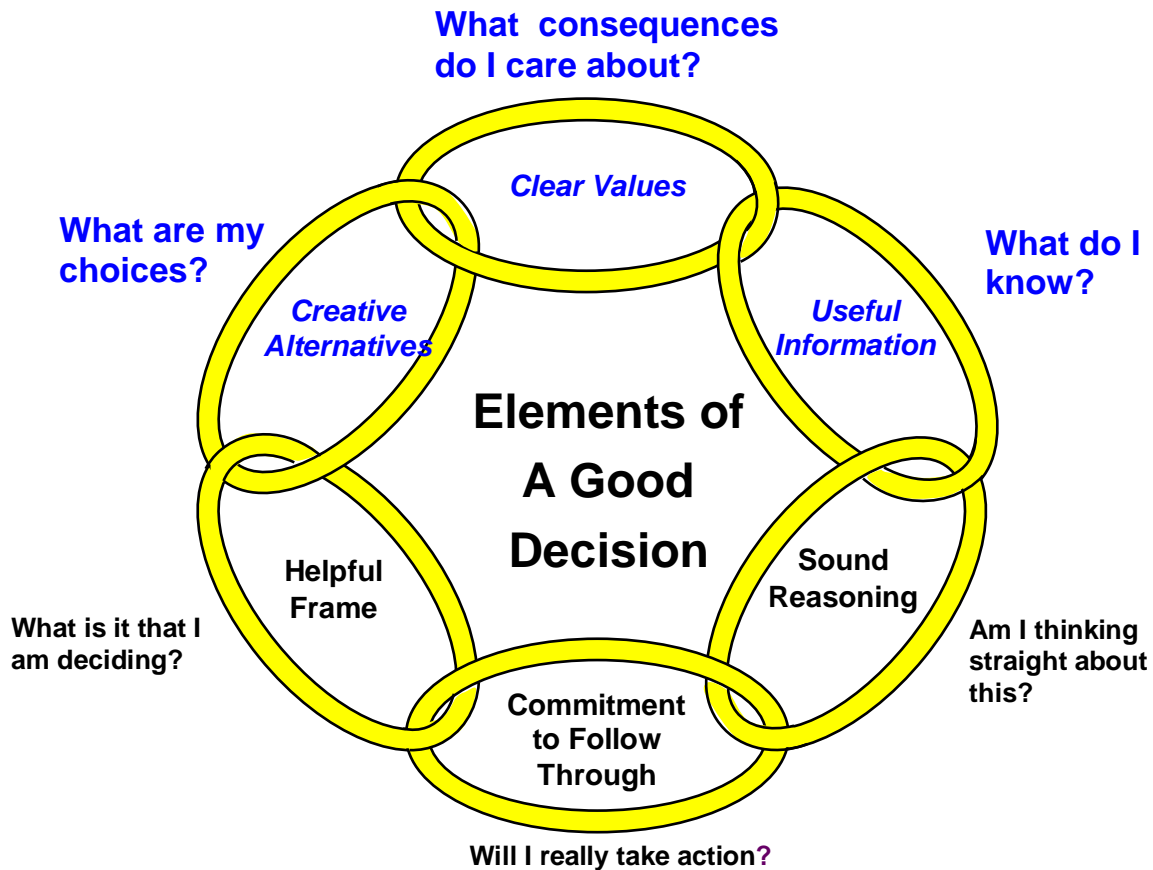 What consequences
do I care about?
Clear Values
What are my
choices?
Creative
Alternatives
What do I
know?
Useful
Information
Elements of
A Good
Decision
Helpful
Frame
What is it that I
am deciding?
Sound
Reasoning
Am I thinking
straight about
this?
Commitment
to Follow
Through
Will I really take action?